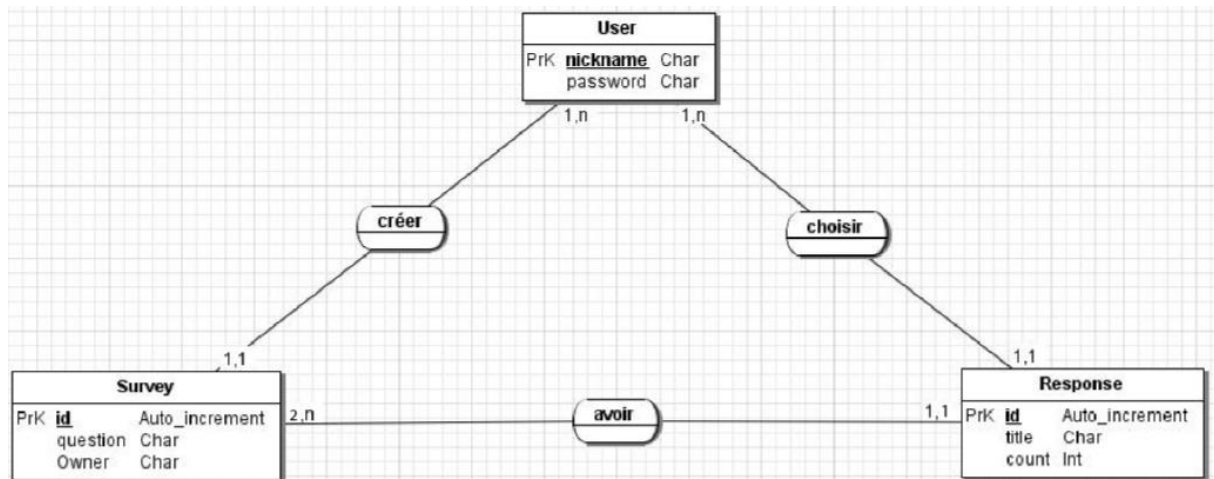 User
PrK nickname Char
password Char
1,n 1,n
créer
choisir
1,1 1,1
Survey
PrK id Auto_increment
question Char
Owner Char
2,n
avoir
1,1
Response
PrK id Auto_increment
title Char
count Int